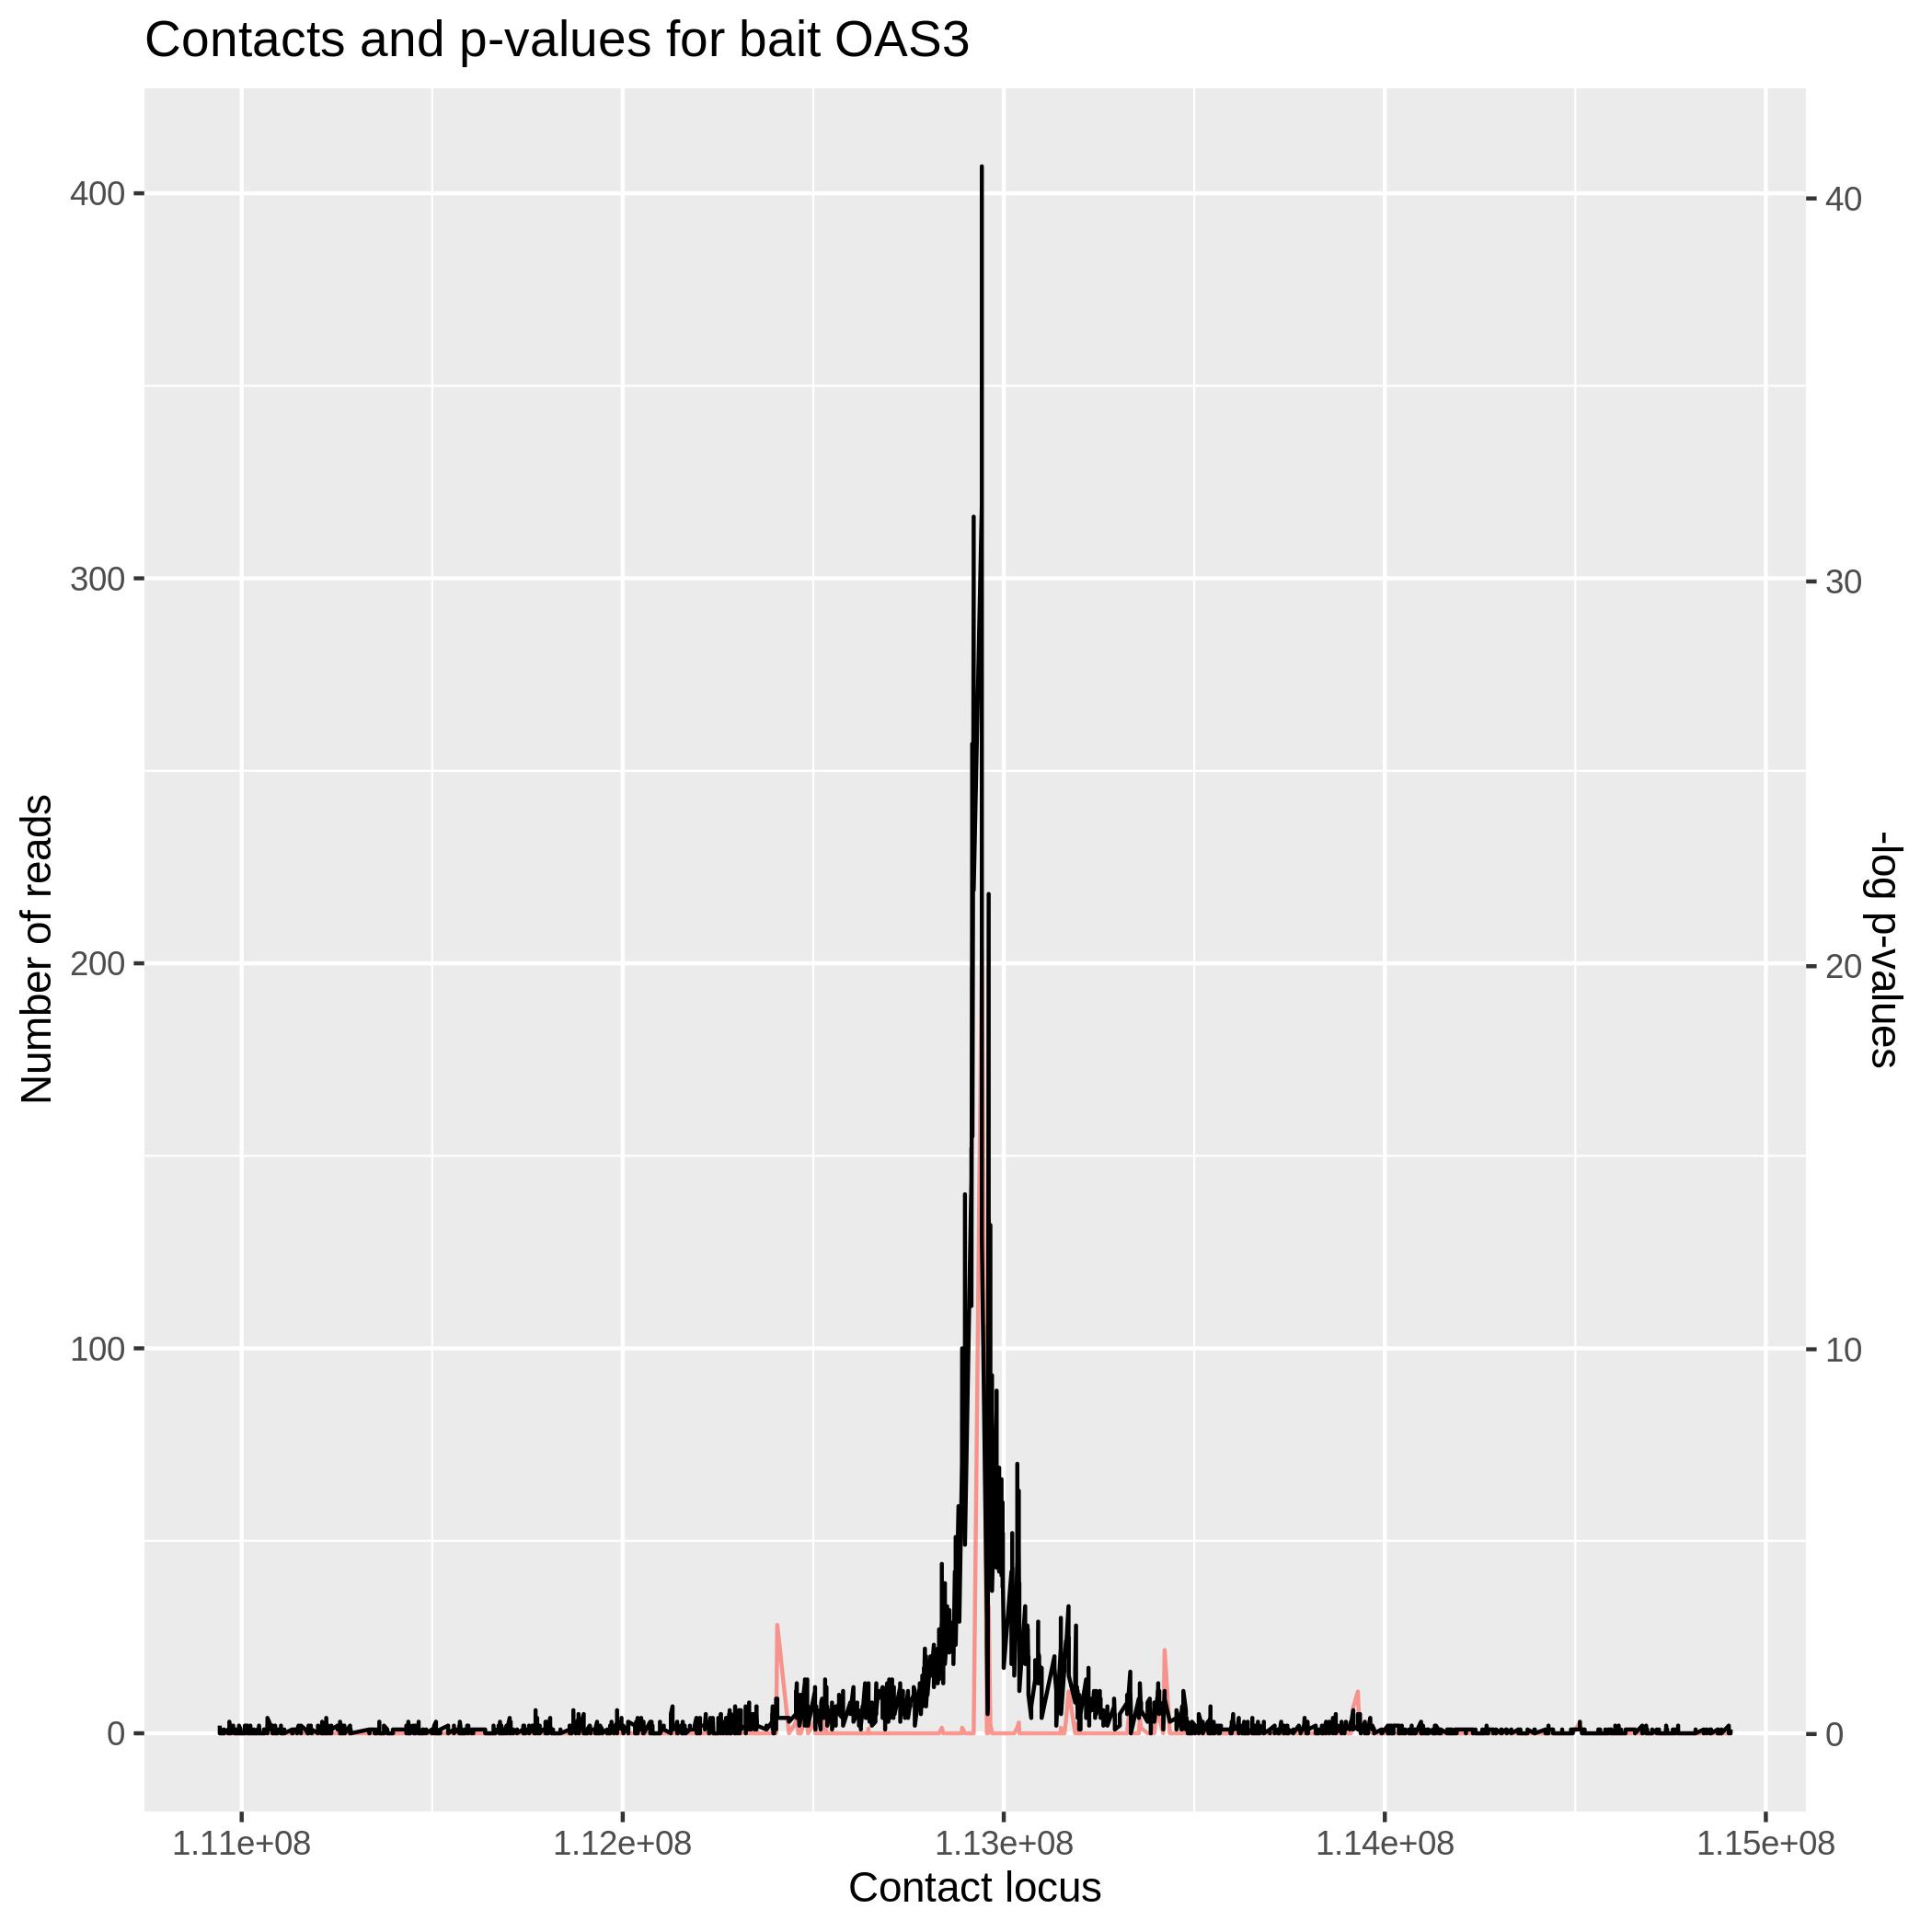 Contacts and p-values for bait OAS3
400
300
200
100
0
Number of reads
40
30
20
10
0
-log p-values
1.11e+08
1.12e+08
1.13e+08
1.14e+08
1.15e+08
Contact locus